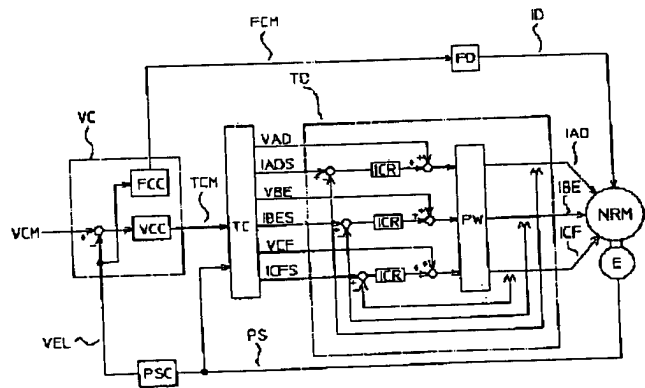 FCM
ID
TD
FD
VC
VAD
IAD
FCC
TCM
IADS
ICR
VBE
IBE
VCM
VCC
TC
IBES
ICR
PW
NRM
VCF
ICF
ICFS
ICR
E
VEL
PS
PSC